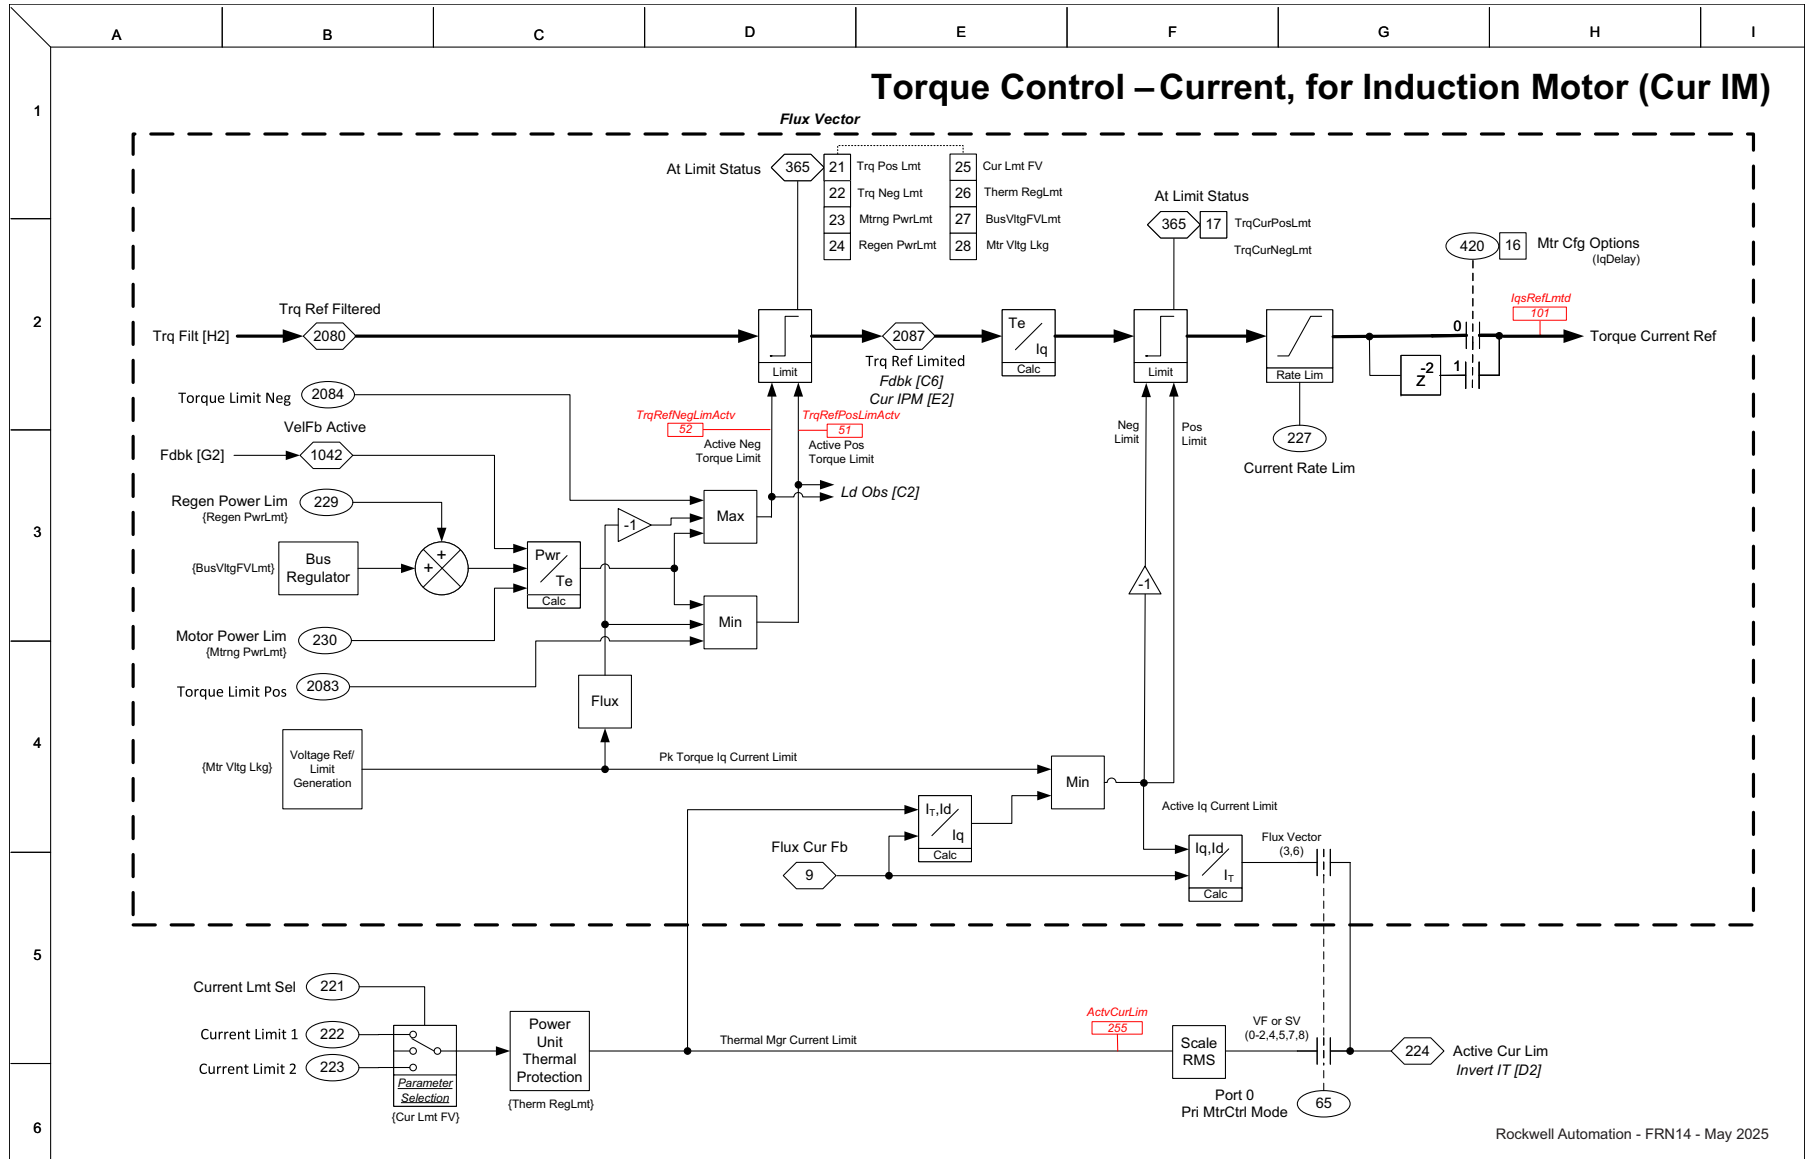 A B C D E F G H I
1
Torque Control – Current, for Induction Motor (Cur IM)
Flux Vector
At Limit Status 365 21 Trq Pos Lmt 25 Cur Lmt FV
22 Trq Neg Lmt 26 Therm RegLmt
23 Mtrng PwrLmt 27 BusVltgFVLmt
24 Regen PwrLmt 28 Mtr Vltg Lkg
At Limit Status
365 17 TrqCurPosLmt
TrqCurNegLmt
420 16 Mtr Cfg Options
(IqDelay)
2
Trq Ref Filtered
Trq Filt [H2] 2080
Limit
2087
Trq Ref Limited
Fdbk [C6]
Cur IPM [E2]
Te
Iq
Calc
Limit
Rate Lim
0
1
Z
-2
IqsRefLmtd
101
Torque Current Ref
Torque Limit Neg 2084
TrqRefNegLimActv
52
Active Neg
Torque Limit
TrqRefPosLimActv
51
Active Pos
Torque Limit
Neg
Limit
Pos
Limit
227
Current Rate Lim
VelFb Active
Fdbk [G2] 1042
Ld Obs [C2]
3
Regen Power Lim 229
{Regen PwrLmt}
-1
Max
{BusVltgFVLmt}
Bus
Regulator
+
+
Pwr
Te
Calc
-1
Min
Motor Power Lim 230
{Mtrng PwrLmt}
Torque Limit Pos 2083
Flux
4
{Mtr Vltg Lkg}
Voltage Ref/
Limit
Generation
Pk Torque Iq Current Limit
Min
Active Iq Current Limit
IT,Id
Iq
Calc
Flux Cur Fb
9
Iq,Id
IT
Calc
Flux Vector
(3,6)
5
Current Lmt Sel 221
Current Limit 1 222
Current Limit 2 223
Parameter
Selection
{Cur Lmt FV}
Power
Unit
Thermal
Protection
{Therm RegLmt}
Thermal Mgr Current Limit
ActvCurLim
255
Scale
RMS
VF or SV
(0-2,4,5,7,8)
224 Active Cur Lim
Invert IT [D2]
Port 0
Pri MtrCtrl Mode 65
6
Rockwell Automation - FRN14 - May 2025